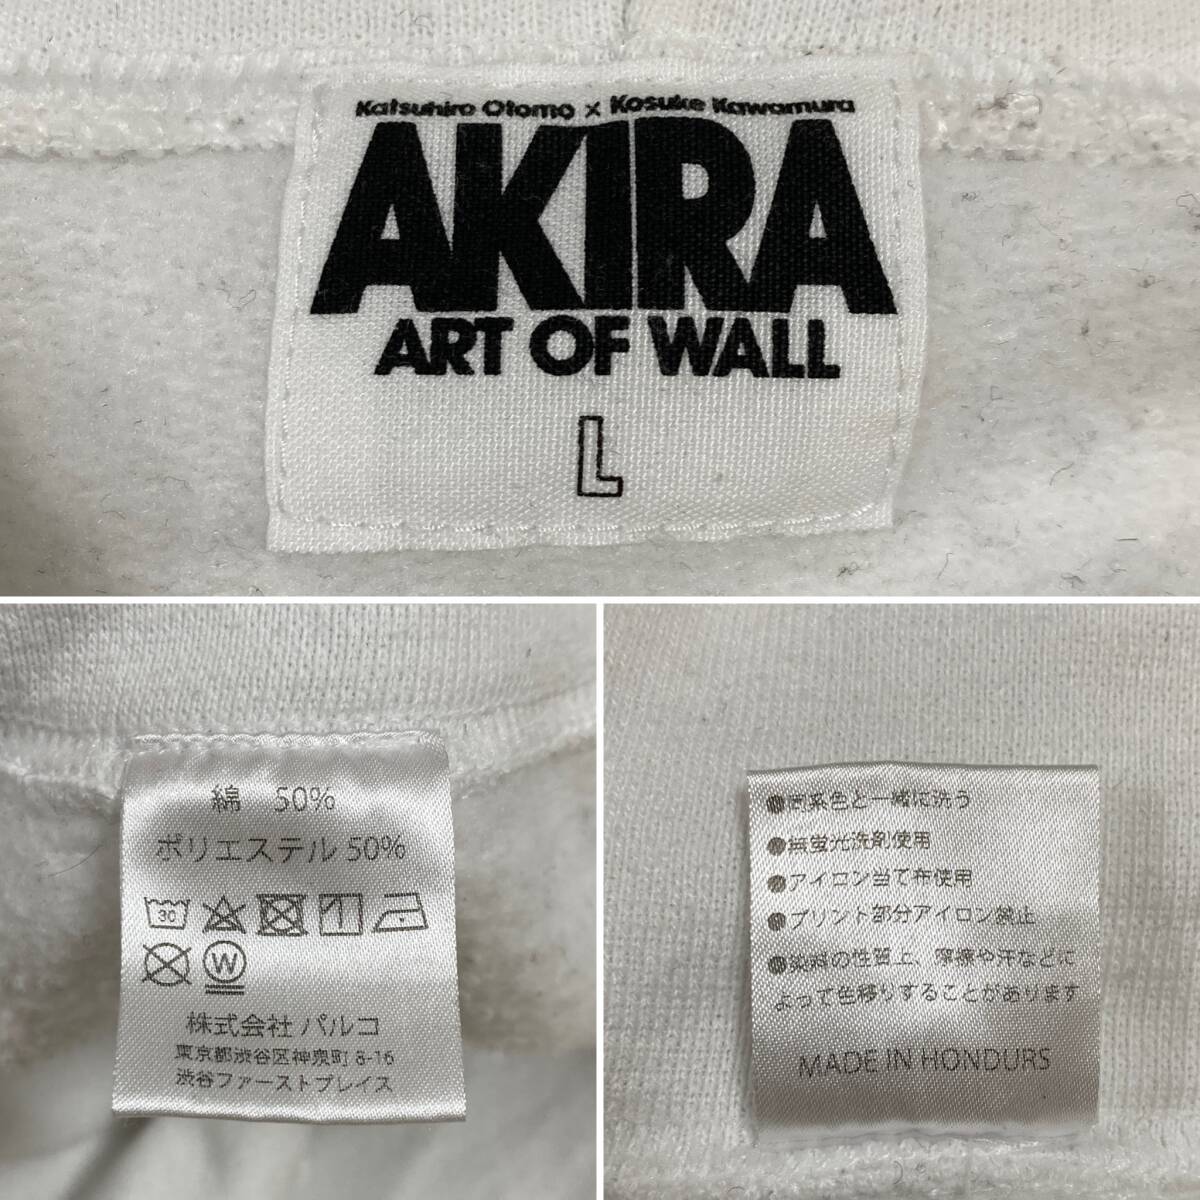 Katsuhiro Otomo × Kosuke Kawamura
AKIRA
ART OF WALL
L
綿 50%
ポリエステル 50%
30
W
株式会社 パルコ
東京都渋谷区神泉町 8-16
渋谷ファーストプレイス
●同系色と一緒に洗う
●無蛍光洗剤使用
●アイロン当て布使用
●プリント部分アイロン禁止
●染料の性質上、摩擦や汗などに
よって色移りすることがあります
MADE IN HONDURS